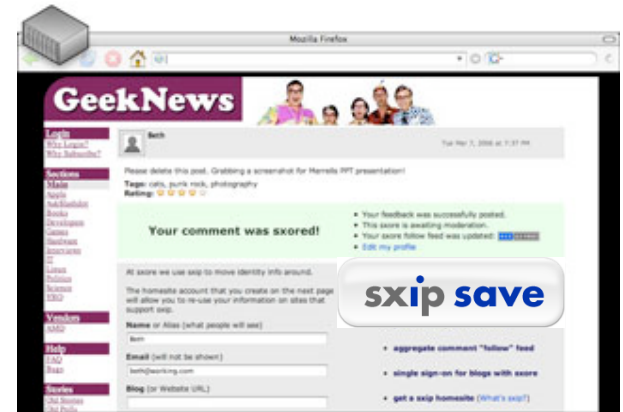 Mozilla Firefox
GeekNews
Login
Why Login?
Why Subscribe?
Beth
Tue Mar 7, 2006 at 7:37 PM
Please delete this post. Grabbing a screenshot for Merrells PPT presentation!
Tags: cats, punk rock, photography
Rating:
Sections
Main
Apple
AskSlashdot
Books
Developers
Games
Hardware
Interviews
IT
Linux
Politics
Science
YRO
Your comment was sxored!
• Your feedback was successfully posted.
• This sxore is awaiting moderation.
• Your sxore follow feed was updated:
• Edit my profile
At sxore we use sxip to move identity info around.
The homesite account that you create on the next page
will allow you to re-use your information on sites that
support sxip.
Name or Alias (what people will see)
Beth
Email (will not be shown)
beth@working.com
Blog (or Website URL)
sxip save
• aggregate comment "follow" feed
• single sign-on for blogs with sxore
• get a sxip homesite (What's sxip?)
Vendors
AMD
Help
FAQ
Bugs
Stories
Old Stories
Old Polls